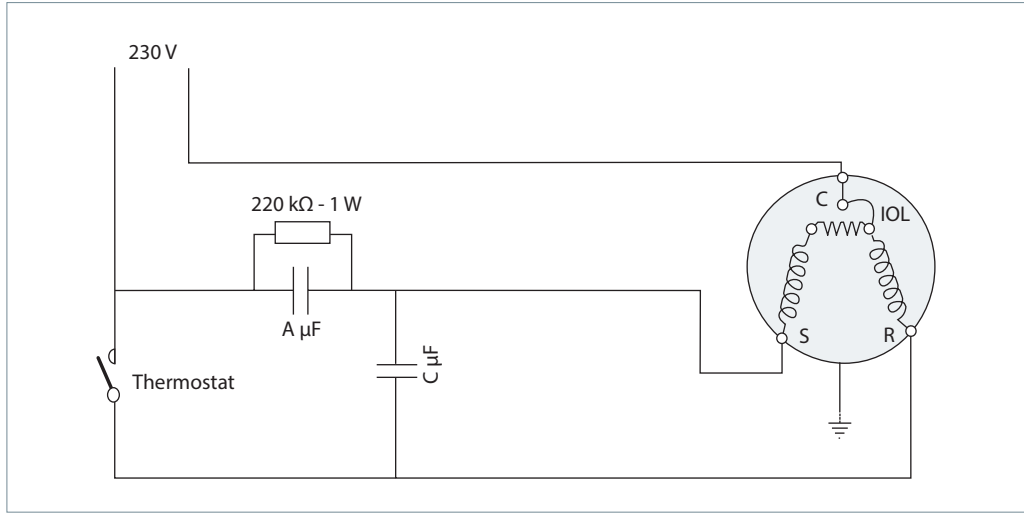 230 V
220 kΩ - 1 W
A µF
C µF
Thermostat
C
IOL
S
R